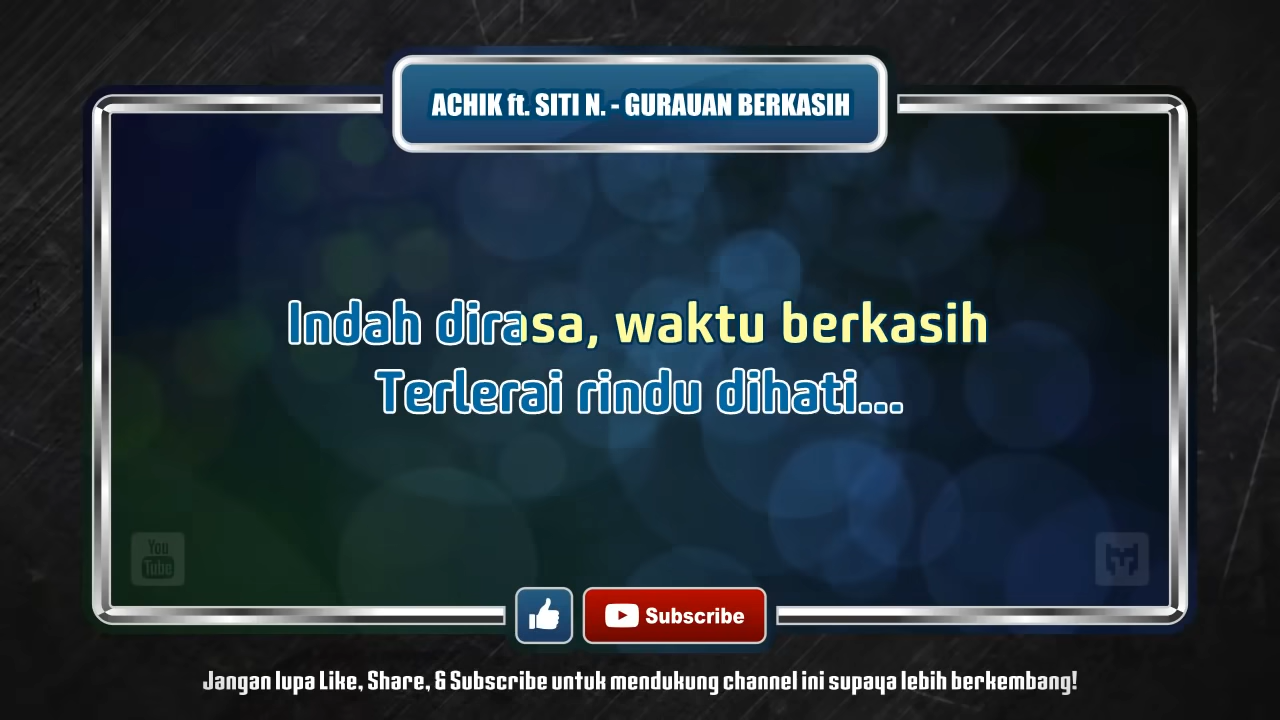 ACHIK ft. SITI N. - GURAUAN BERKASIH
Indah dirasa, waktu berkasih
Terlerai rindu dihati...
You
Tube
Subscribe
Jangan lupa Like, Share, & Subscribe untuk mendukung channel ini supaya lebih berkembang!